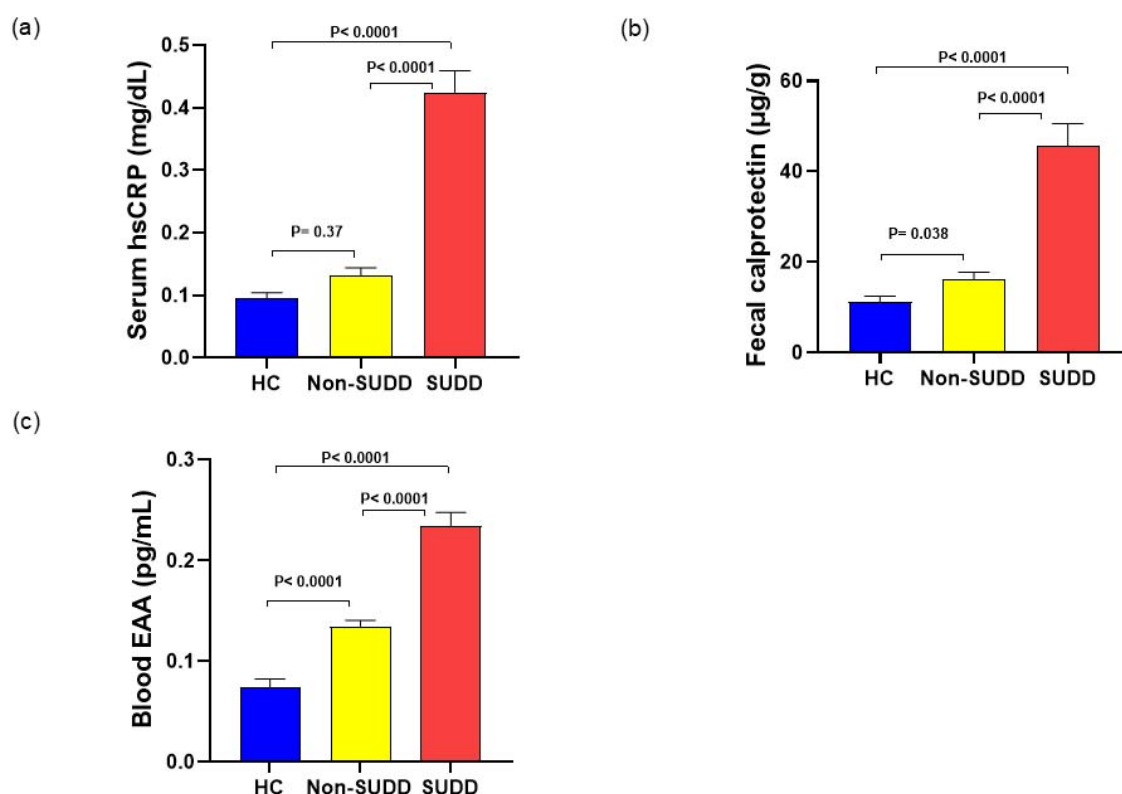 (a)
P< 0.0001
P< 0.0001
P= 0.37
Serum hsCRP (mg/dL)
0.5
0.4
0.3
0.2
0.1
0.0
HC Non-SUDD SUDD
(b)
P< 0.0001
P< 0.0001
P= 0.038
Fecal calprotectin (µg/g)
60
40
20
0
HC Non-SUDD SUDD
(c)
P< 0.0001
P< 0.0001
P< 0.0001
Blood EAA (pg/mL)
0.3
0.2
0.1
0.0
HC Non-SUDD SUDD